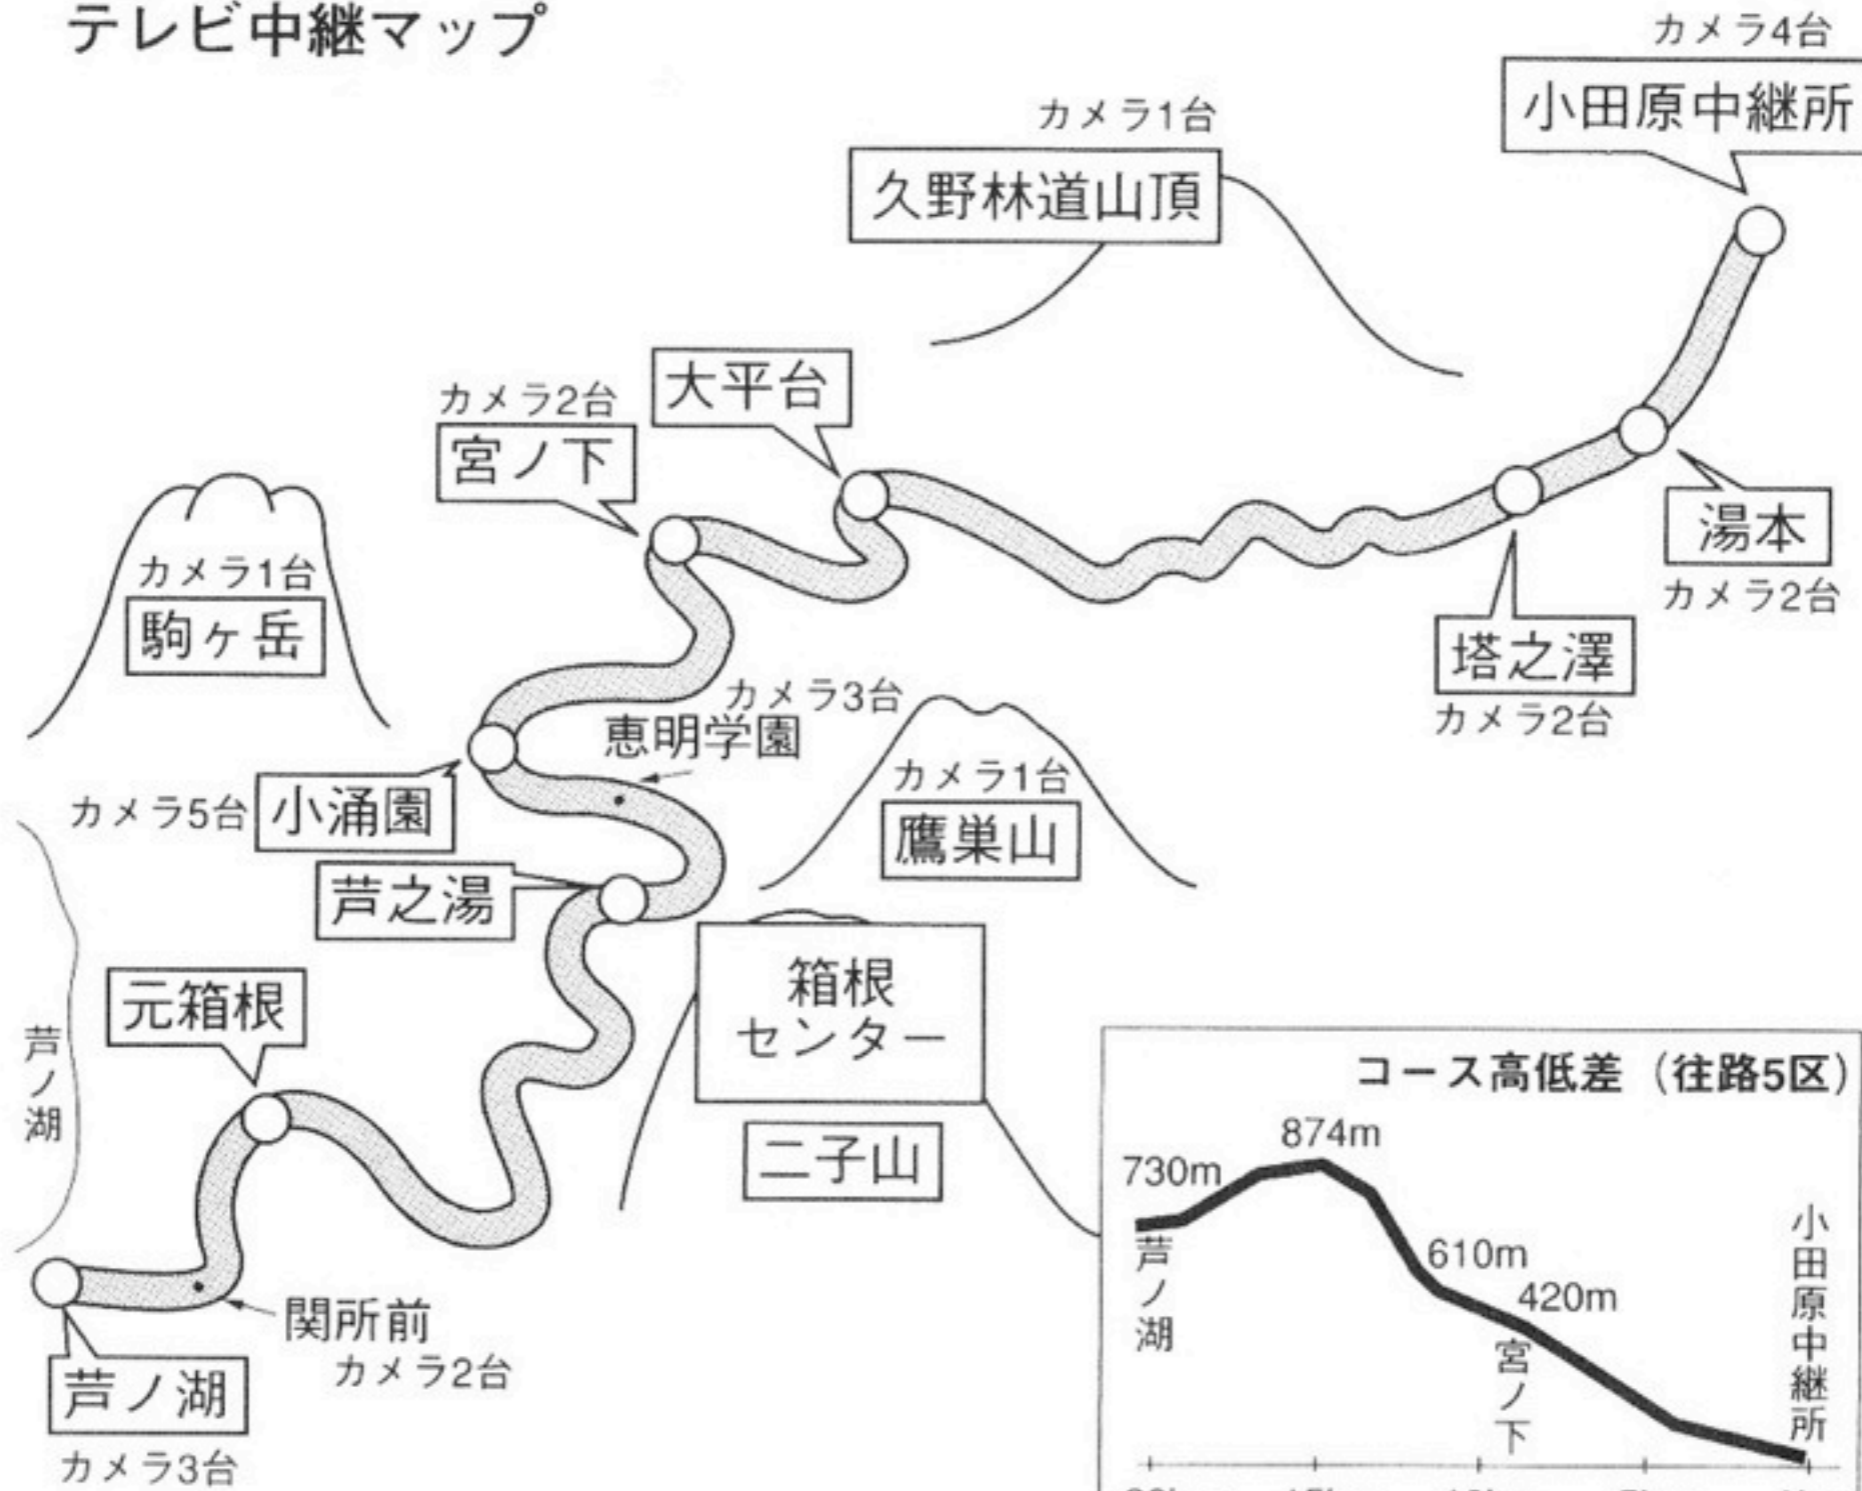 テレビ中継マップ
カメラ4台
小田原中継所
カメラ1台
久野林道山頂
大平台
カメラ2台
宮ノ下
湯本
カメラ2台
塔之澤
カメラ2台
カメラ1台
駒ヶ岳
カメラ3台
恵明学園
カメラ1台
鷹巣山
カメラ5台
小涌園
芦之湯
箱根
センター
二子山
元箱根
芦ノ湖
関所前
カメラ2台
芦ノ湖
カメラ3台
コース高低差（往路5区）
874m
730m
610m
420m
芦ノ湖
宮ノ下
小田原中継所